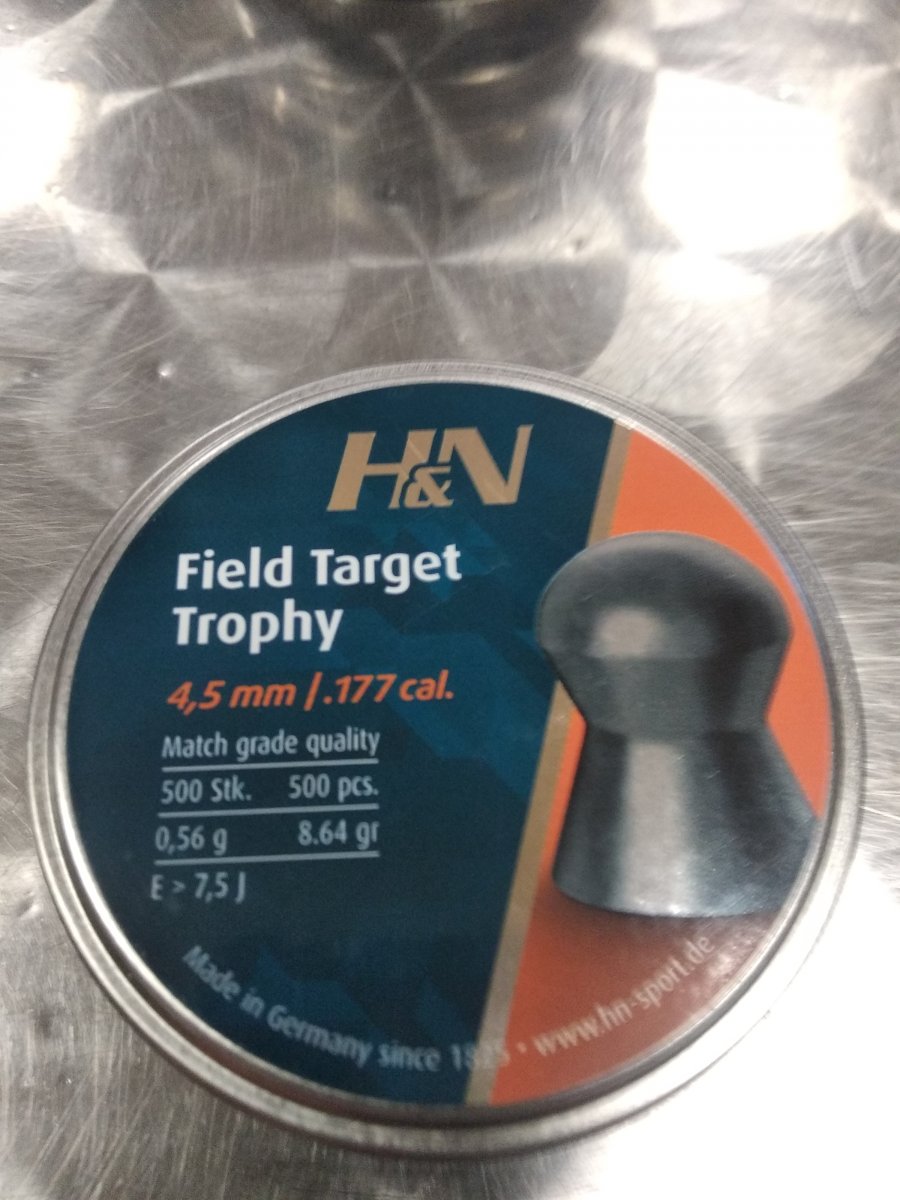 H&N
Field Target
Trophy
4,5 mm / .177 cal.
Match grade quality
500 Stk. 500 pcs.
0,56 g 8.64 gr
E > 7,5 J
Made in Germany since • www.hn-sport.de